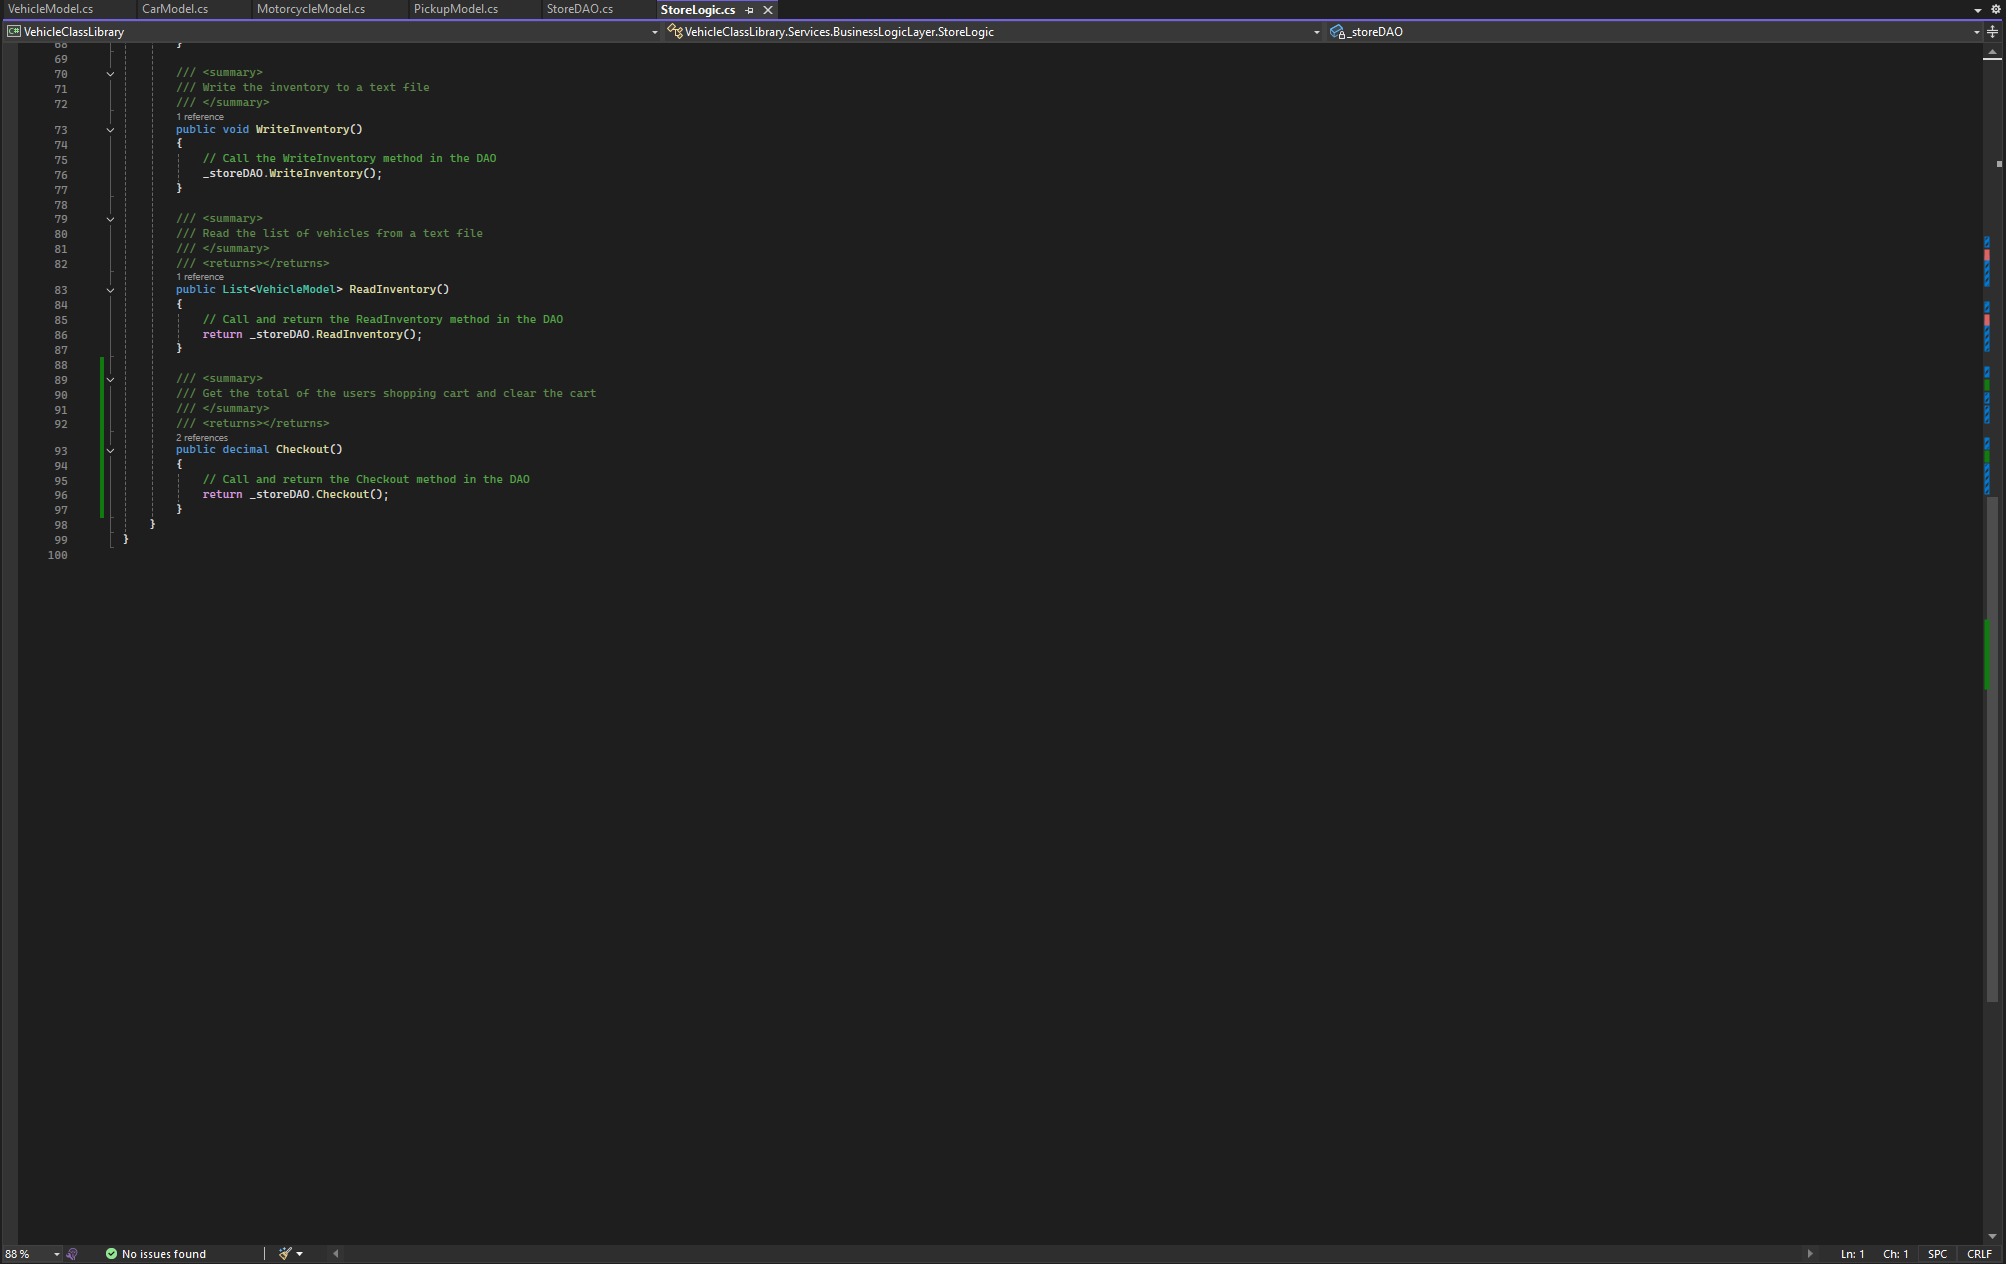 VehicleModel.cs CarModel.cs MotorcycleModel.cs PickupModel.cs StoreDAO.cs StoreLogic.cs
C# VehicleClassLibrary VehicleClassLibrary.Services.BusinessLogicLayer.StoreLogic _storeDAO
68 }
69
70 /// <summary>
71 /// Write the inventory to a text file
72 /// </summary>
1 reference
73 public void WriteInventory()
74 {
75 // Call the WriteInventory method in the DAO
76 _storeDAO.WriteInventory();
77 }
78
79 /// <summary>
80 /// Read the list of vehicles from a text file
81 /// </summary>
82 /// <returns></returns>
1 reference
83 public List<VehicleModel> ReadInventory()
84 {
85 // Call and return the ReadInventory method in the DAO
86 return _storeDAO.ReadInventory();
87 }
88
89 /// <summary>
90 /// Get the total of the users shopping cart and clear the cart
91 /// </summary>
92 /// <returns></returns>
2 references
93 public decimal Checkout()
94 {
95 // Call and return the Checkout method in the DAO
96 return _storeDAO.Checkout();
97 }
98 }
99 }
100
88 % No issues found Ln: 1 Ch: 1 SPC CRLF